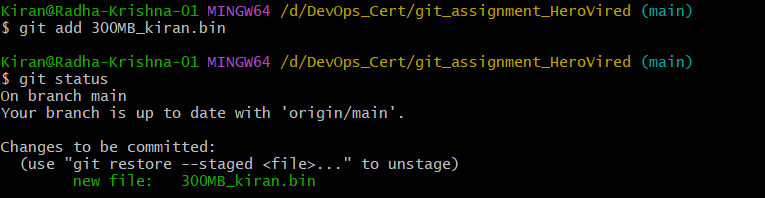 Kiran@Radha-Krishna-01 MINGW64 /d/DevOps_Cert/git_assignment_HeroVired (main)
$ git add 300MB_kiran.bin
Kiran@Radha-Krishna-01 MINGW64 /d/DevOps_Cert/git_assignment_HeroVired (main)
$ git status
On branch main
Your branch is up to date with 'origin/main'.
Changes to be committed:
  (use "git restore --staged <file>..." to unstage)
        new file:   300MB_kiran.bin